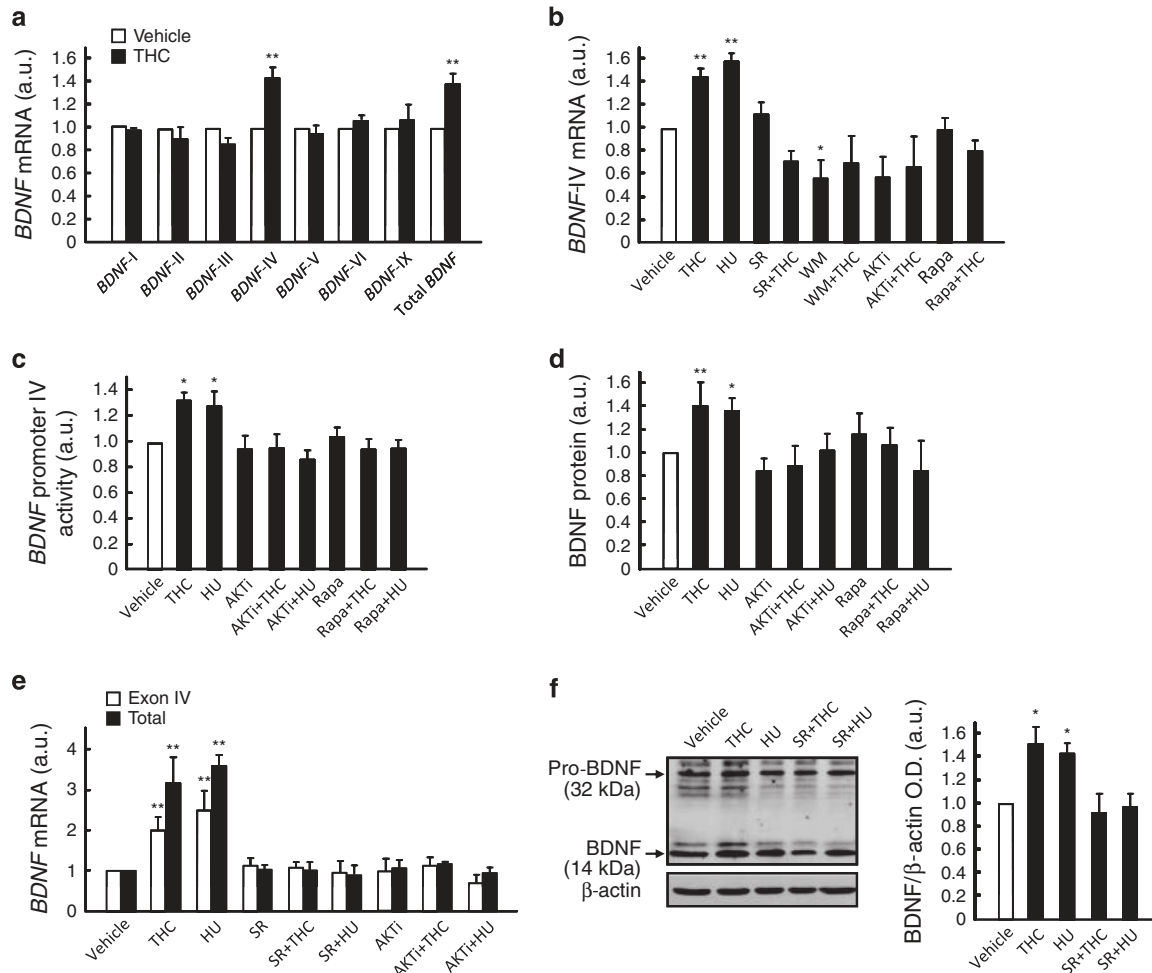 a
Vehicle
THC
BDNF mRNA (a.u.)
1.6
1.4
1.2
1.0
0.8
0.6
0.4
0.2
0
**
**
BDNF-I
BDNF-II
BDNF-III
BDNF-IV
BDNF-V
BDNF-VI
BDNF-IX
Total BDNF
b
BDNF-IV mRNA (a.u.)
1.6
1.4
1.2
1.0
0.8
0.6
0.4
0.2
0
**
**
*
Vehicle
THC
HU
SR
SR+THC
WM
WM+THC
AKTi
AKTi+THC
Rapa
Rapa+THC
c
BDNF promoter IV
activity (a.u.)
1.4
1.2
1.0
0.8
0.6
0.4
0.2
0
*
*
Vehicle
THC
HU
AKTi
AKTi+THC
AKTi+HU
Rapa
Rapa+THC
Rapa+HU
d
BDNF protein (a.u.)
1.6
1.4
1.2
1.0
0.8
0.6
0.4
0.2
0
**
*
Vehicle
THC
HU
AKTi
AKTi+THC
AKTi+HU
Rapa
Rapa+THC
Rapa+HU
e
Exon IV
Total
BDNF mRNA (a.u.)
4
3
2
1
0
**
**
**
**
Vehicle
THC
HU
SR
SR+THC
SR+HU
AKTi
AKTi+THC
AKTi+HU
f
Vehicle
THC
HU
SR+THC
SR+HU
Pro-BDNF
(32 kDa)
BDNF
(14 kDa)
β-actin
BDNF/β-actin O.D. (a.u.)
1.6
1.4
1.2
1.0
0.8
0.6
0.4
0.2
0
*
*
Vehicle
THC
HU
SR+THC
SR+HU